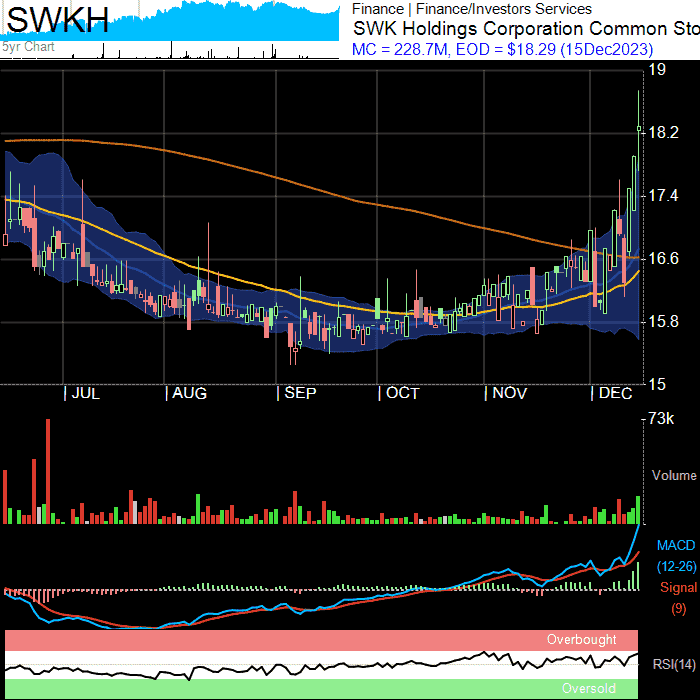 SWKH
5yr Chart
Finance | Finance/Investors Services
SWK Holdings Corporation Common Sto
MC = 228.7M, EOD = $18.29 (15Dec2023)
19
18.2
17.4
16.6
15.8
15
JUL
AUG
SEP
OCT
NOV
DEC
73k
Volume
MACD
(12-26)
Signal
(9)
Overbought
RSI(14)
Oversold